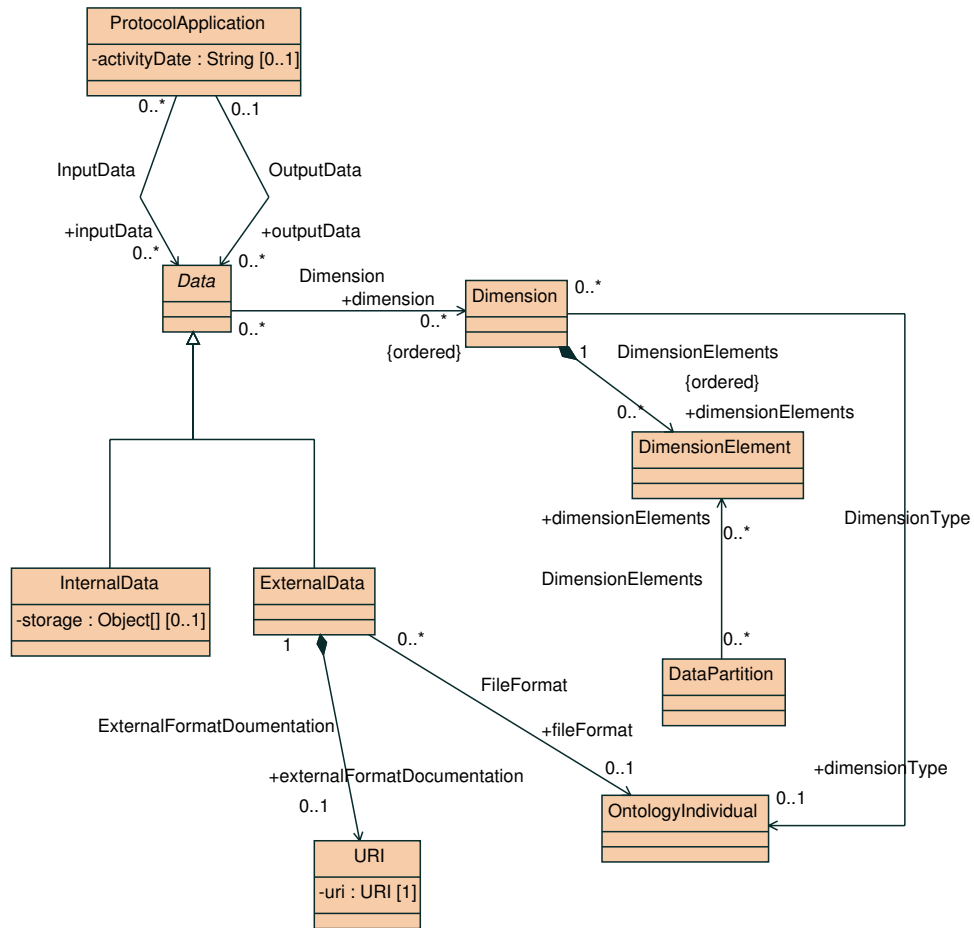 ProtocolApplication
-activityDate : String [0..1]
0..*
0..1
InputData
OutputData
+inputData
+outputData
0..*
0..*
Data
0..*
Dimension
+dimension
0..*
{ordered}
Dimension
0..*
1
DimensionElements
{ordered}
0..*
+dimensionElements
DimensionElement
+dimensionElements
0..*
DimensionType
DimensionElements
0..*
DataPartition
InternalData
-storage : Object[] [0..1]
ExternalData
1
0..*
FileFormat
ExternalFormatDoumentation
+fileFormat
+externalFormatDocumentation
0..1
0..1
+dimensionType
0..1
OntologyIndividual
URI
-uri : URI [1]